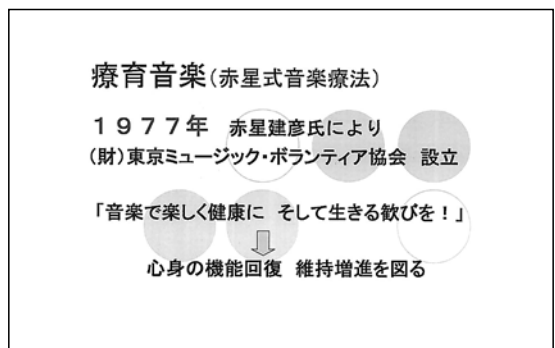 療育音楽(赤星式音楽療法)
１９７７年　赤星建彦氏により
(財)東京ミュージック・ボランティア協会　設立
「音楽で楽しく健康に　そして生きる歓びを！」
心身の機能回復　維持増進を図る